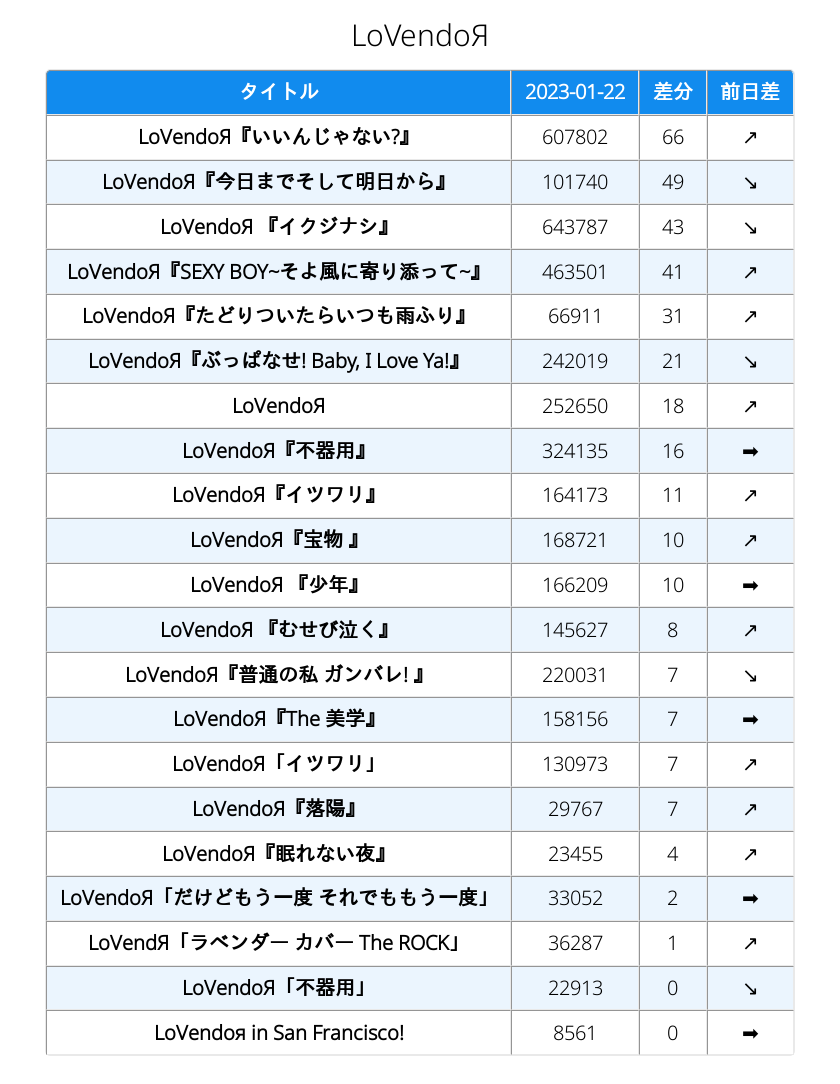 LoVendoЯ
タイトル 2023-01-22 差分 前日差
LoVendoЯ『いいんじゃない?』 607802 66 ↗
LoVendoЯ『今日までそして明日から』 101740 49 ↘
LoVendoЯ 『イクジナシ』 643787 43 ↘
LoVendoЯ『SEXY BOY~そよ風に寄り添って~』 463501 41 ↗
LoVendoЯ『たどりついたらいつも雨ふり』 66911 31 ↗
LoVendoЯ『ぶっぱなせ! Baby, I Love Ya!』 242019 21 ↘
LoVendoЯ 252650 18 ↗
LoVendoЯ『不器用』 324135 16 ➡
LoVendoЯ『イツワリ』 164173 11 ↗
LoVendoЯ『宝物 』 168721 10 ↗
LoVendoЯ 『少年』 166209 10 ➡
LoVendoЯ 『むせび泣く』 145627 8 ↗
LoVendoЯ『普通の私 ガンバレ! 』 220031 7 ↘
LoVendoЯ『The 美学』 158156 7 ➡
LoVendoЯ「イツワリ」 130973 7 ↗
LoVendoЯ『落陽』 29767 7 ↗
LoVendoЯ『眠れない夜』 23455 4 ↗
LoVendoЯ「だけどもう一度 それでももう一度」 33052 2 ➡
LoVendЯ「ラベンダー カバー The ROCK」 36287 1 ↗
LoVendoЯ「不器用」 22913 0 ↘
LoVendoя in San Francisco! 8561 0 ➡